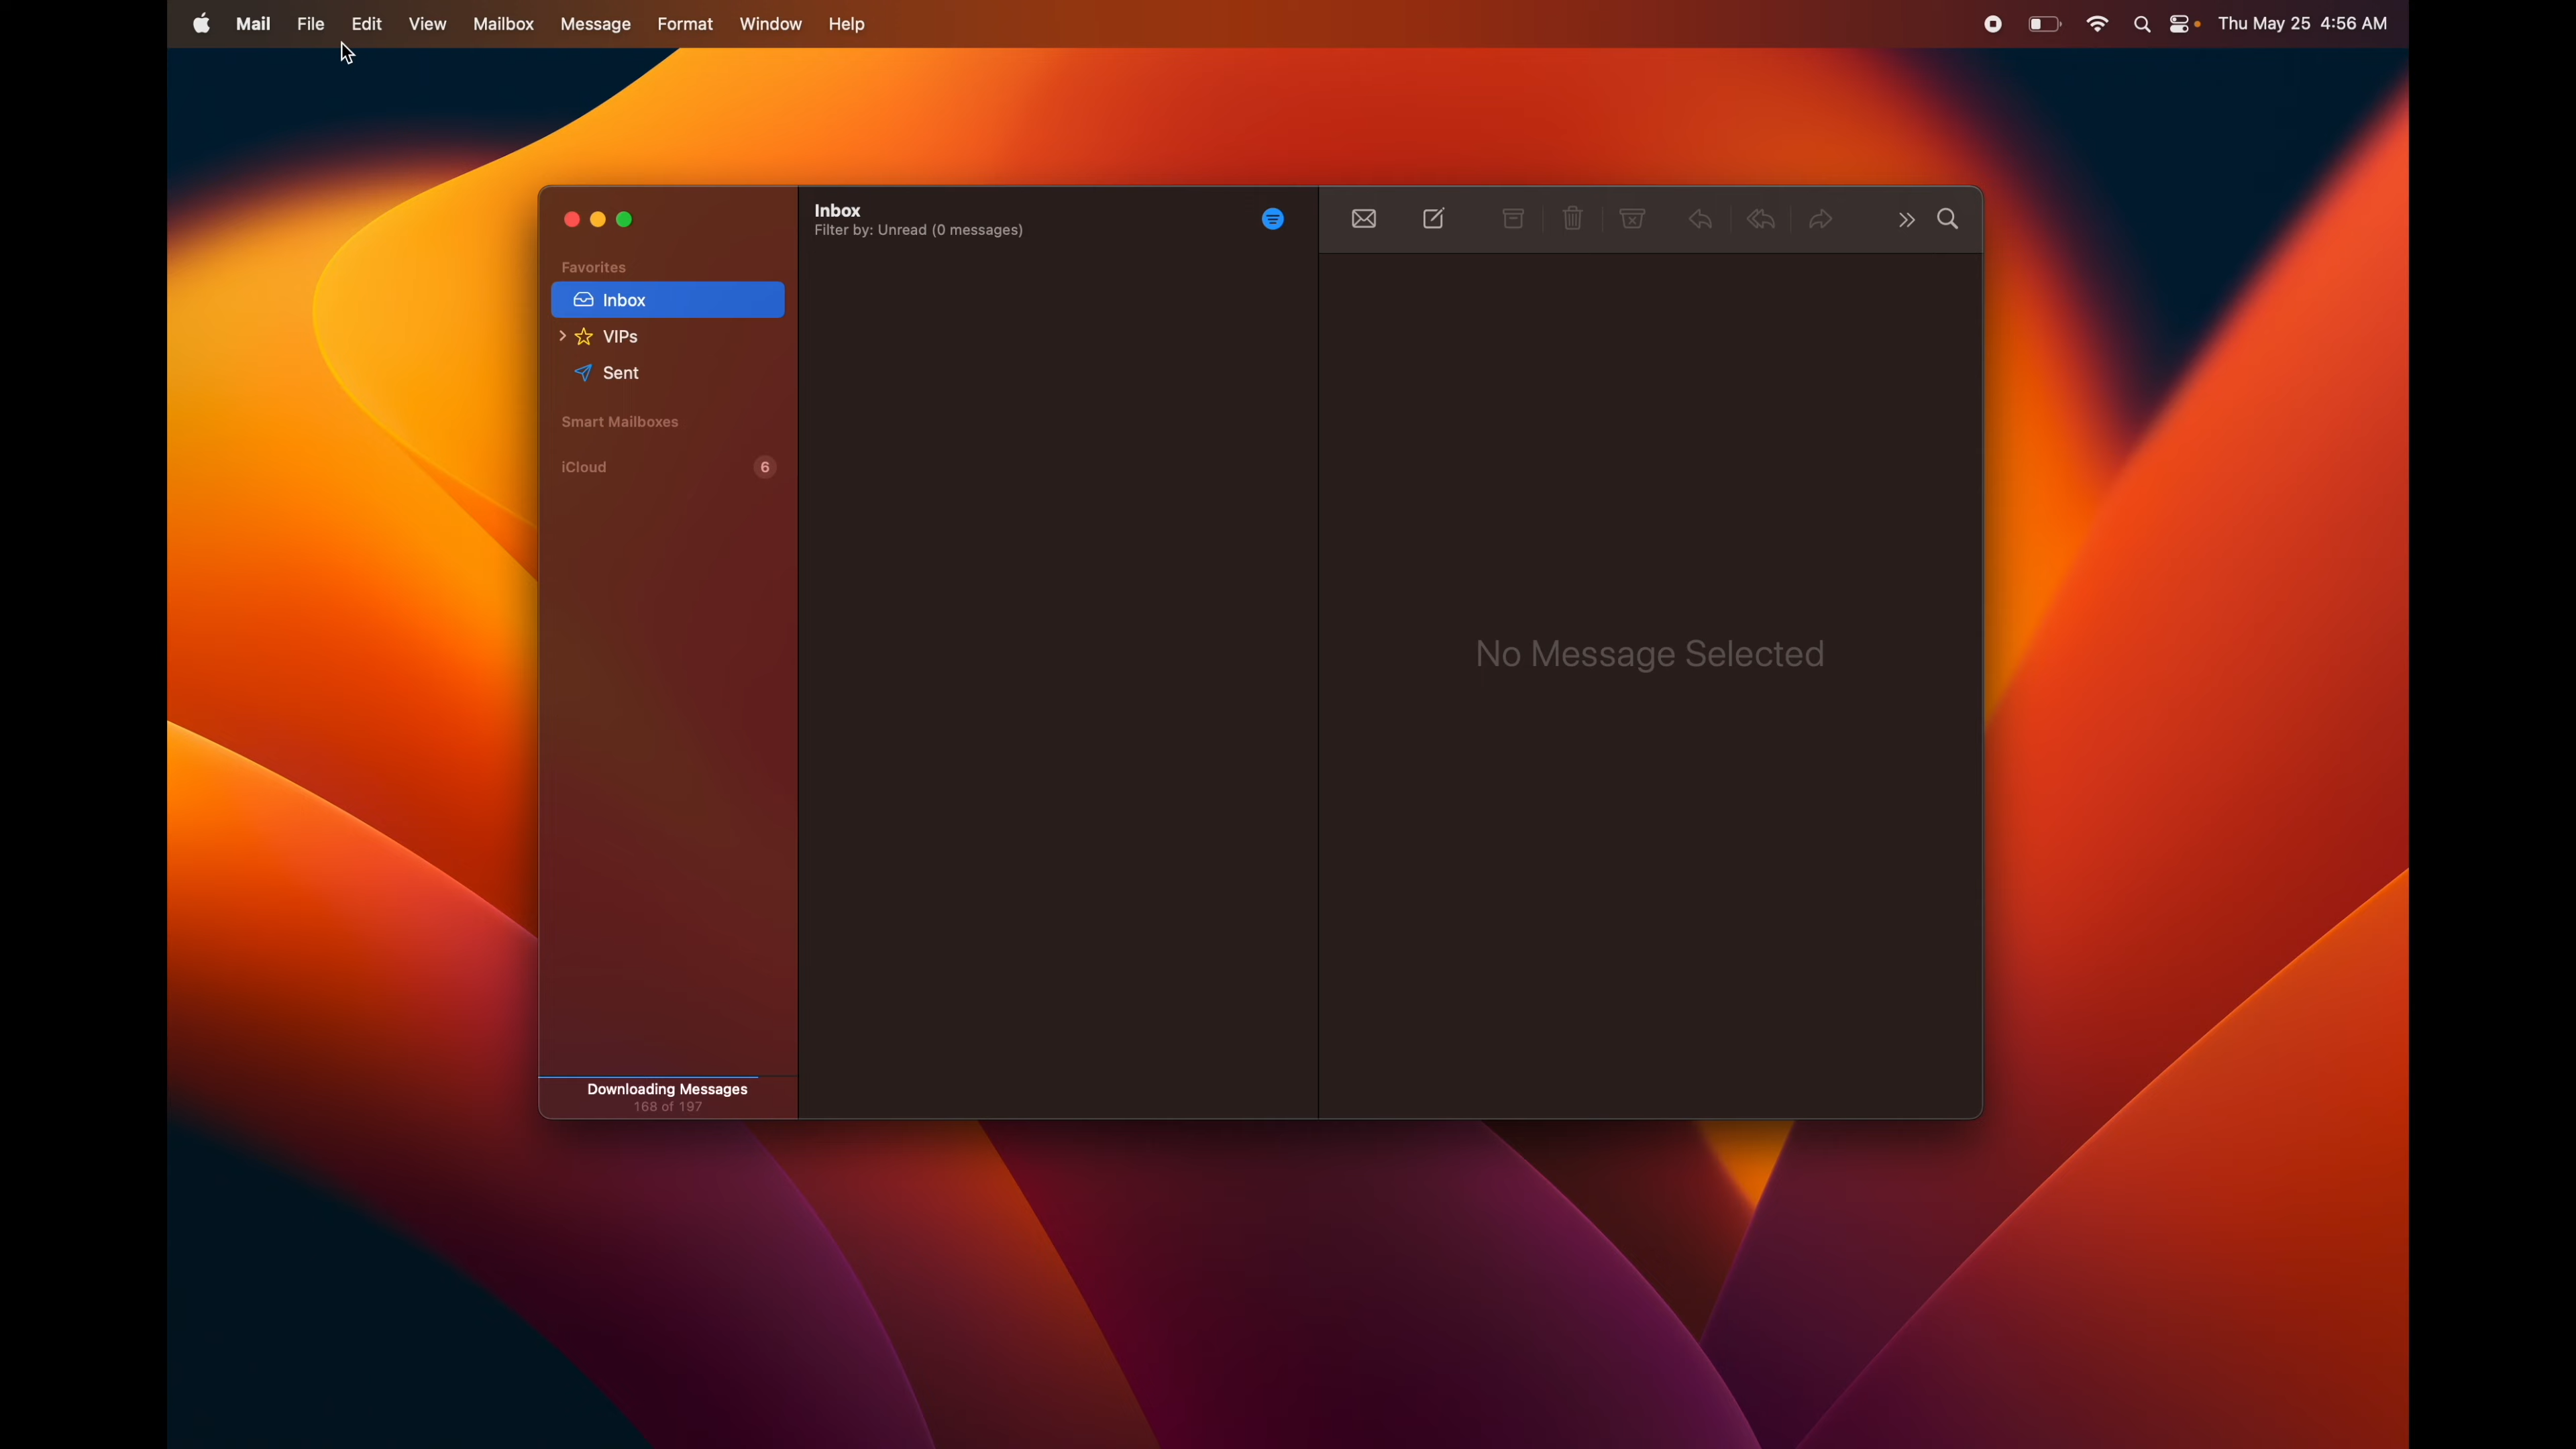 Mail File Edit View Mailbox Message Format Window Help Thu May 25 4:56 AM
Favorites
Inbox
VIPs
Sent
Smart Mailboxes
iCloud 6
Downloading Messages
168 of 197
Inbox
Filter by: Unread (0 messages)
No Message Selected